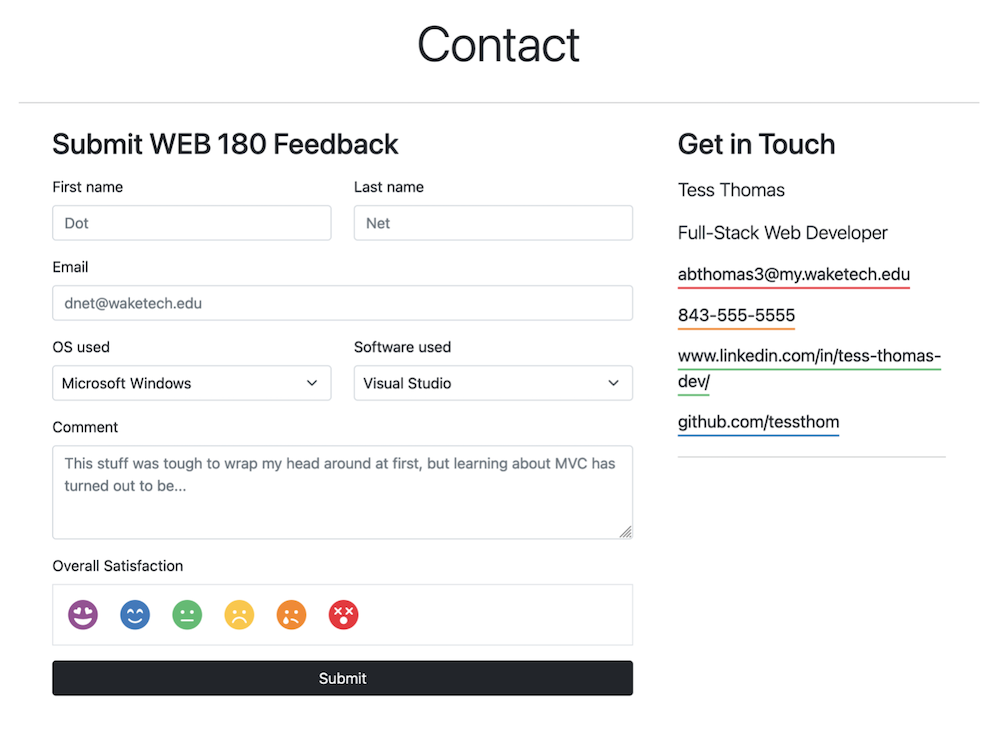 Contact
Submit WEB 180 Feedback
First name
Last name
Dot
Net
Email
dnet@waketech.edu
OS used
Software used
Microsoft Windows
Visual Studio
Comment
This stuff was tough to wrap my head around at first, but learning about MVC has
turned out to be...
Overall Satisfaction
Submit
Get in Touch
Tess Thomas
Full-Stack Web Developer
abthomas3@my.waketech.edu
843-555-5555
www.linkedin.com/in/tess-thomas-
dev/
github.com/tessthom